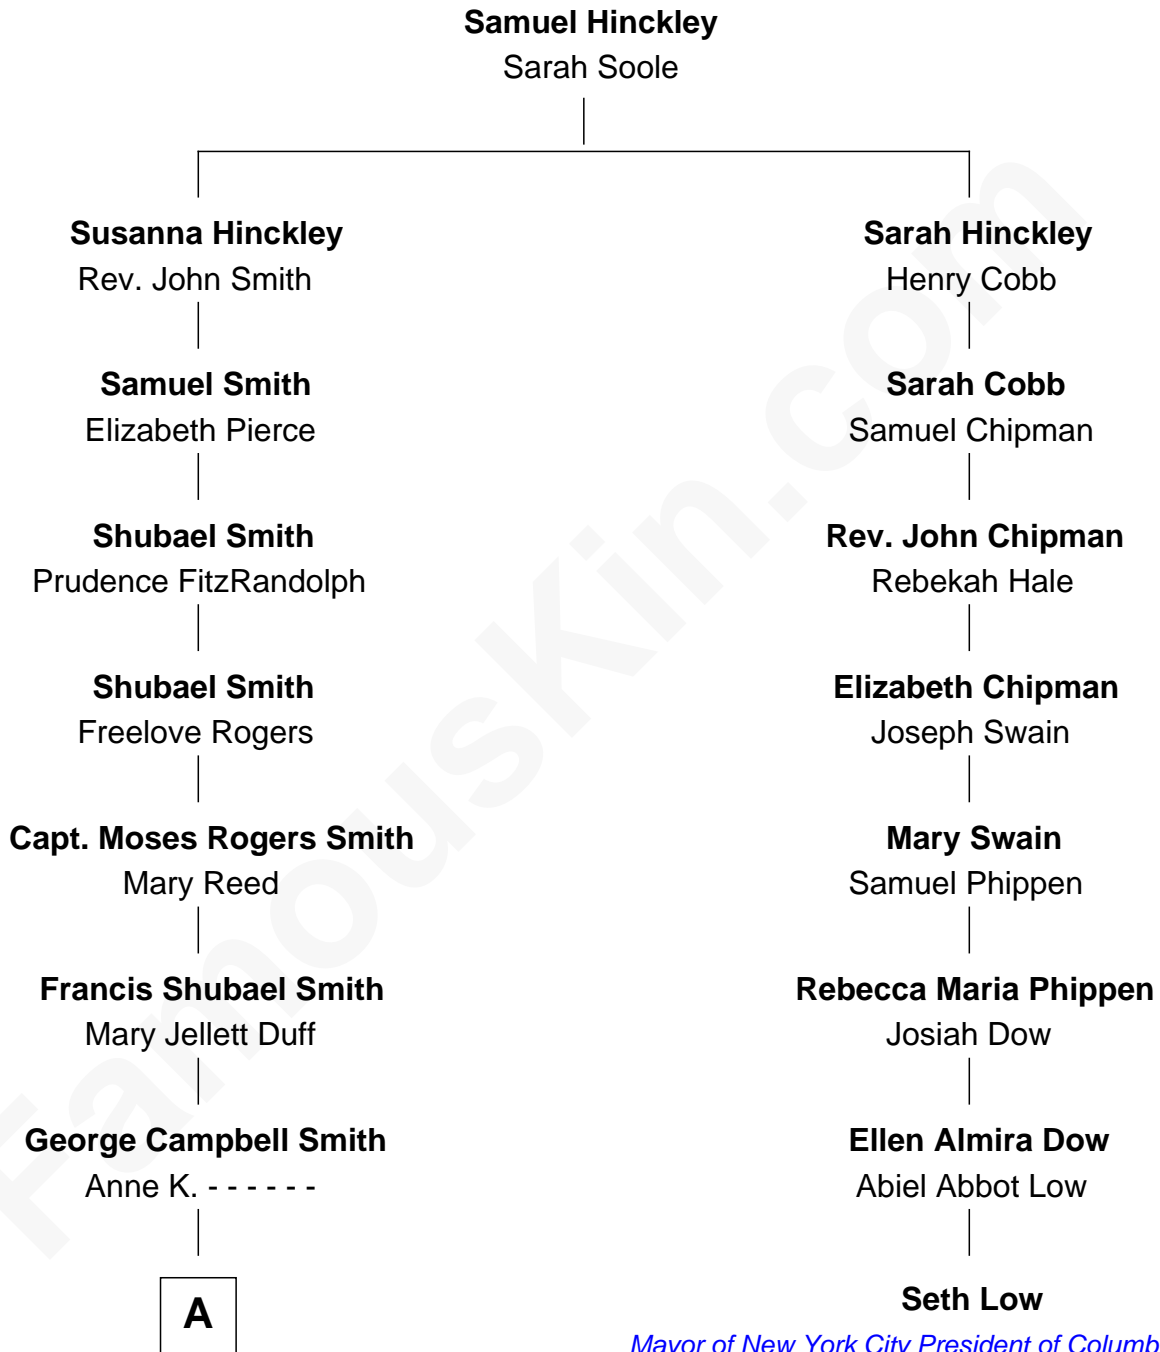 Samuel Hinckley
Sarah Soole
Susanna Hinckley
Rev. John Smith
Sarah Hinckley
Henry Cobb
Samuel Smith
Elizabeth Pierce
Sarah Cobb
Samuel Chipman
Shubael Smith
Prudence FitzRandolph
Rev. John Chipman
Rebekah Hale
Shubael Smith
Freelove Rogers
Elizabeth Chipman
Joseph Swain
Capt. Moses Rogers Smith
Mary Reed
Mary Swain
Samuel Phippen
Francis Shubael Smith
Mary Jellett Duff
Rebecca Maria Phippen
Josiah Dow
George Campbell Smith
Anne K. - - - - - -
Ellen Almira Dow
Abiel Abbot Low
A
Seth Low
Mayor of New York City President of Columb
FamousKin.com